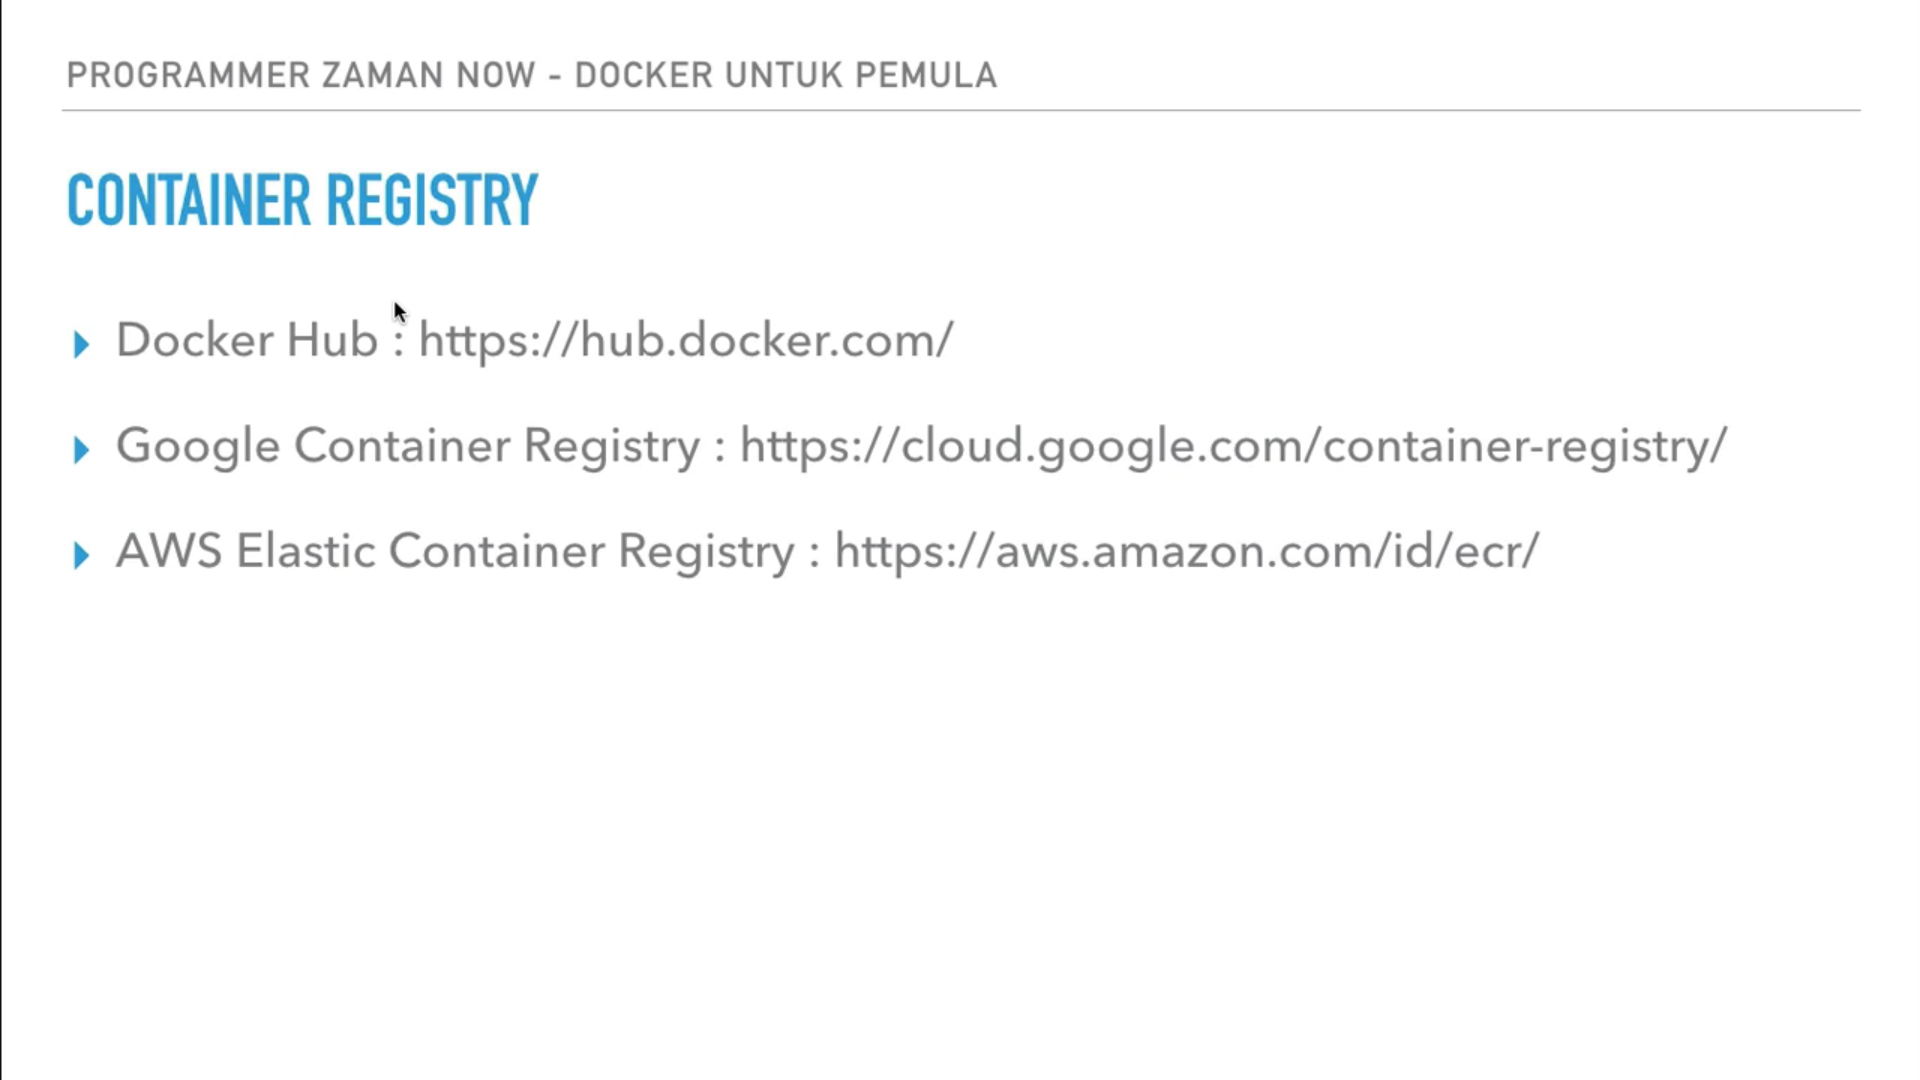 PROGRAMMER ZAMAN NOW - DOCKER UNTUK PEMULA
CONTAINER REGISTRY
Docker Hub : https://hub.docker.com/
Google Container Registry : https://cloud.google.com/container-registry/
AWS Elastic Container Registry : https://aws.amazon.com/id/ecr/